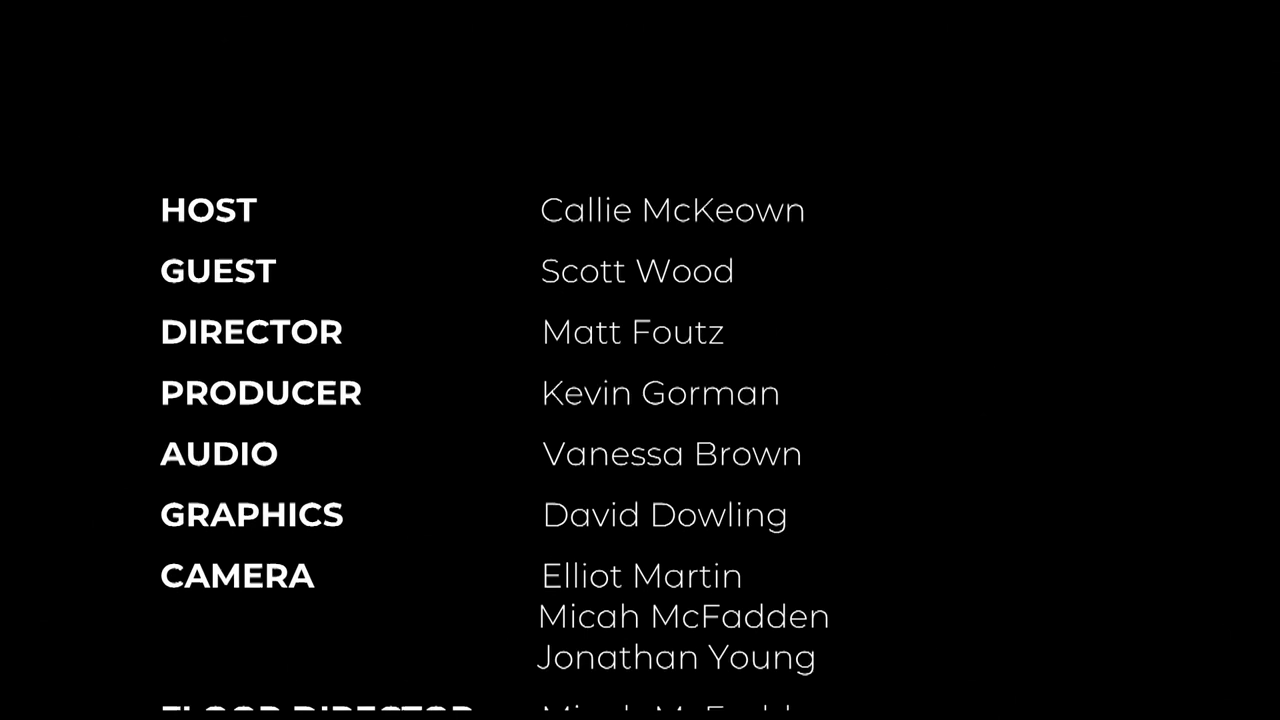 HOST Callie McKeown
GUEST Scott Wood
DIRECTOR Matt Foutz
PRODUCER Kevin Gorman
AUDIO Vanessa Brown
GRAPHICS David Dowling
CAMERA Elliot Martin
Micah McFadden
Jonathan Young